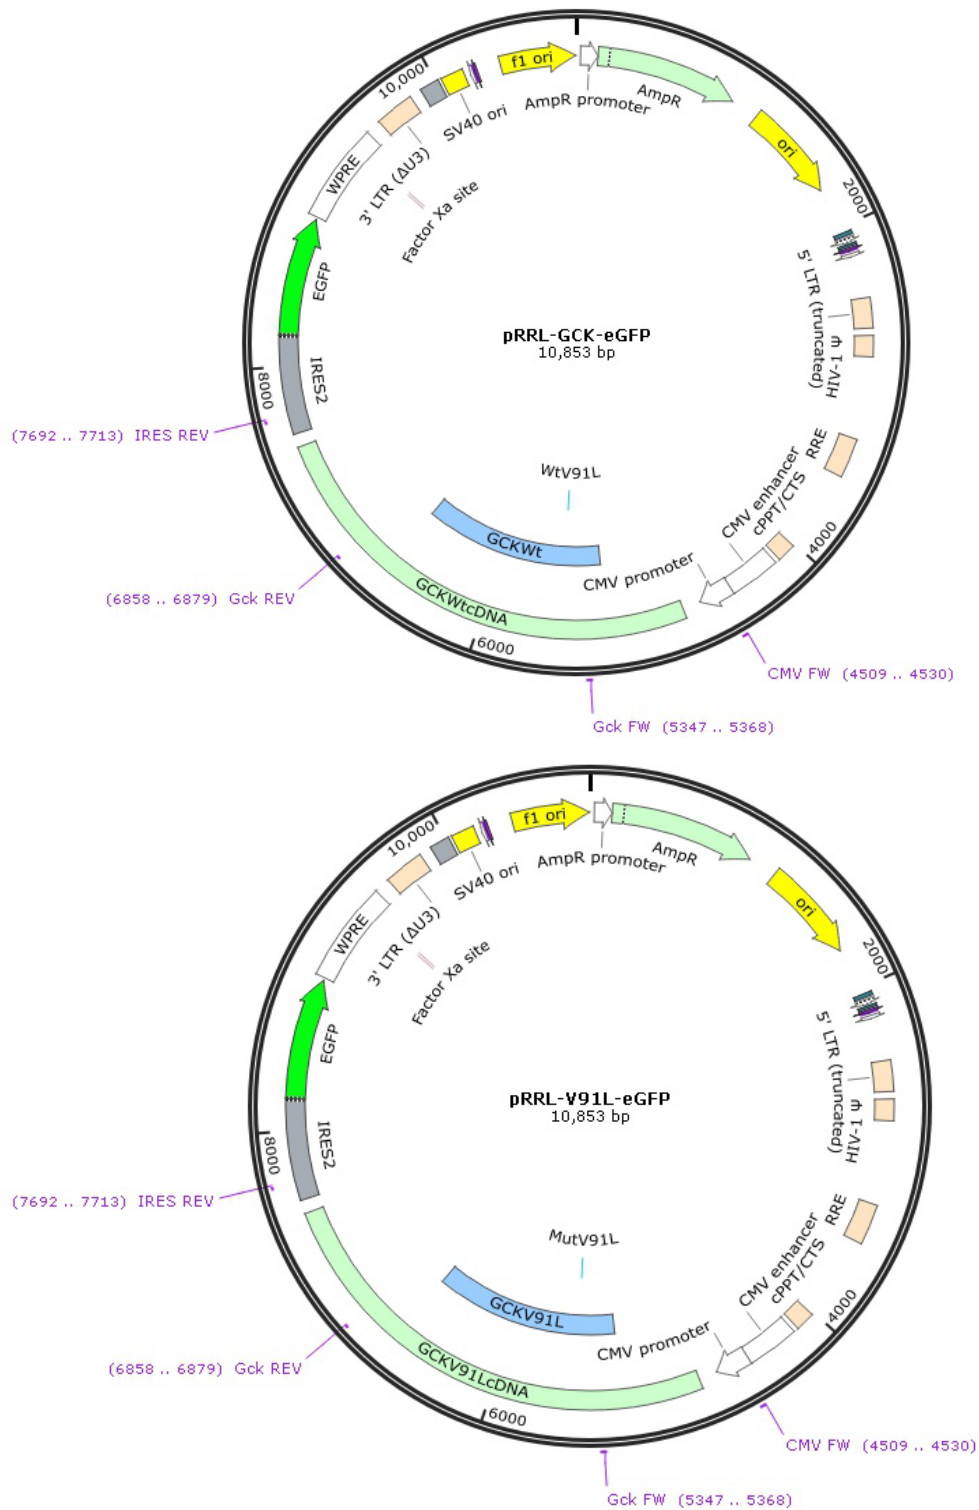 f1 ori
AmpR promoter
AmpR
ori
10,000
SV40 ori
3' LTR (ΔU3)
Factor Xa site
WPRE
EGFP
IRES2
2000
5' LTR (truncated)
HIV-1 Ψ
RRE
pRRL-GCK-eGFP
10,853 bp
8000
(7692 .. 7713) IRES REV
WtV91L
GCKWt
CMV enhancer
cPPT/CTS
4000
CMV promoter
(6858 .. 6879) Gck REV
GCKWtcDNA
6000
CMV FW (4509 .. 4530)
Gck FW (5347 .. 5368)
f1 ori
AmpR promoter
AmpR
ori
10,000
SV40 ori
3' LTR (ΔU3)
Factor Xa site
WPRE
EGFP
IRES2
2000
5' LTR (truncated)
HIV-1 Ψ
RRE
pRRL-V91L-eGFP
10,853 bp
8000
(7692 .. 7713) IRES REV
MutV91L
GCKV91L
CMV enhancer
cPPT/CTS
4000
CMV promoter
(6858 .. 6879) Gck REV
GCKV91LcDNA
6000
CMV FW (4509 .. 4530)
Gck FW (5347 .. 5368)